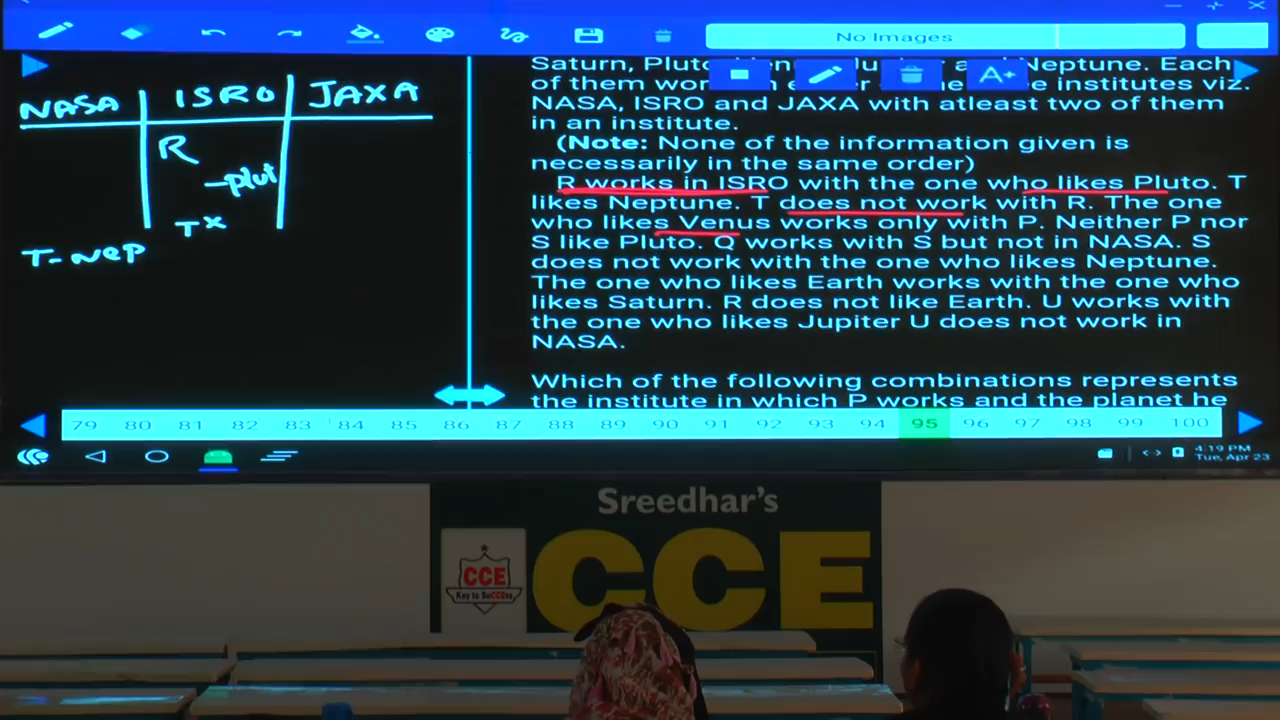 No Images
NASA ISRO JAXA
R
-plut
T x
T-Nep
Saturn, Pluto and Neptune. Each
of them institutes viz.
NASA, ISRO and JAXA with atleast two of them
in an institute.
(Note: None of the information given is
necessarily in the same order)
R works in ISRO with the one who likes Pluto. T
likes Neptune. T does not work with R. The one
who likes Venus works only with P. Neither P nor
S like Pluto. Q works with S but not in NASA. S
does not work with the one who likes Neptune.
The one who likes Earth works with the one who
likes Saturn. R does not like Earth. U works with
the one who likes Jupiter U does not work in
NASA.
Which of the following combinations represents
the institute in which P works and the planet he
A+
79 80 81 82 83 84 85 86 87 88 89 90 91 92 93 94 95 96 97 98 99 100
4:19 PM
Tue, Apr 23
Sreedhar's
CCE
CCE
Key to SuCCEss